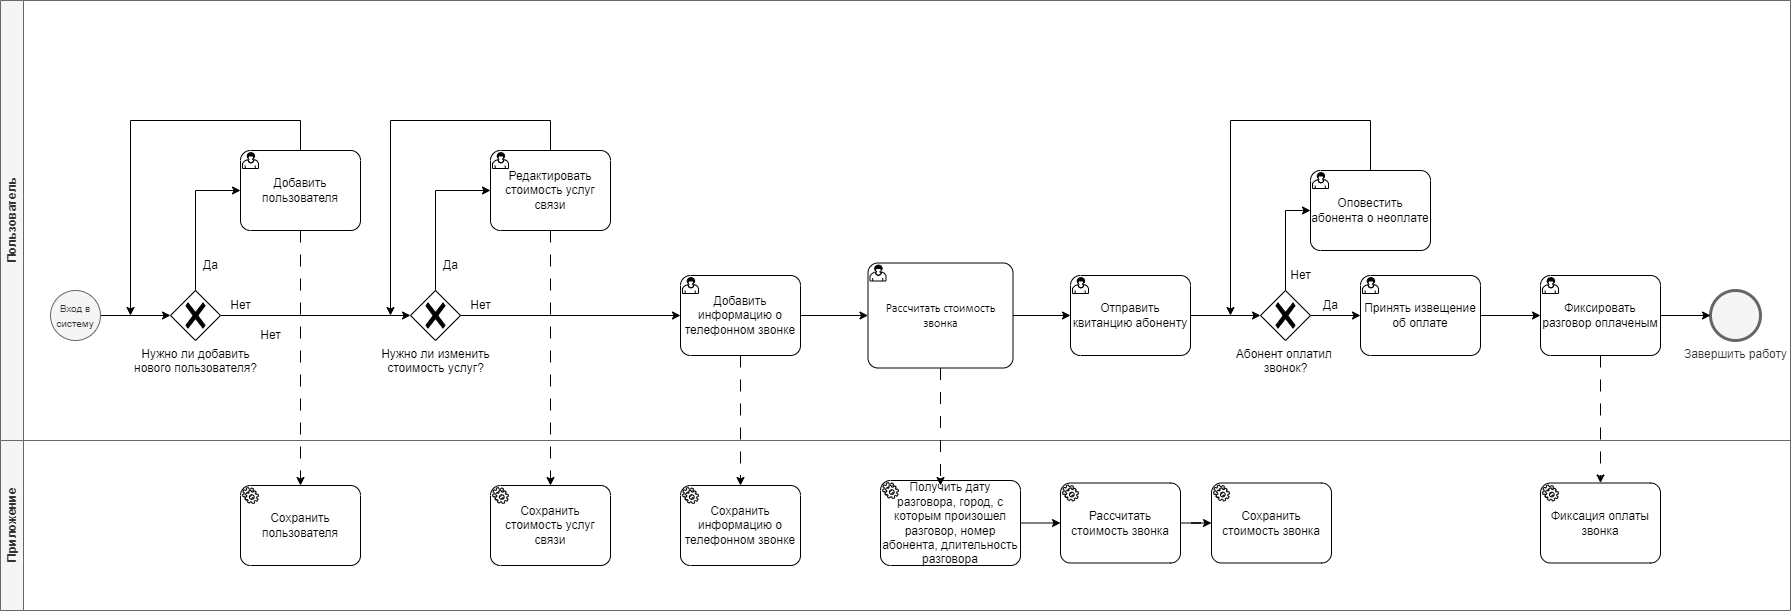 Пользователь
Вход в
систему
Добавить
пользователя
Да
Нет
Нет
Нужно ли добавить
нового пользователя?
Редактировать
стоимость услуг
связи
Да
Нет
Нужно ли изменить
стоимость услуг?
Добавить
информацию о
телефонном звонке
Рассчитать стоимость
звонка
Отправить
квитанцию абоненту
Оповестить
абонента о неоплате
Нет
Да
Абонент оплатил
звонок?
Принять извещение
об оплате
Фиксировать
разговор оплаченым
Завершить работу
Приложение
Сохранить
пользователя
Сохранить
стоимость услуг
связи
Сохранить
информацию о
телефонном звонке
Получить дату
разговора, город, с
которым произошел
разговор, номер
абонента, длительность
разговора
Рассчитать
стоимость звонка
Сохранить
стоимость звонка
Фиксация оплаты
звонка